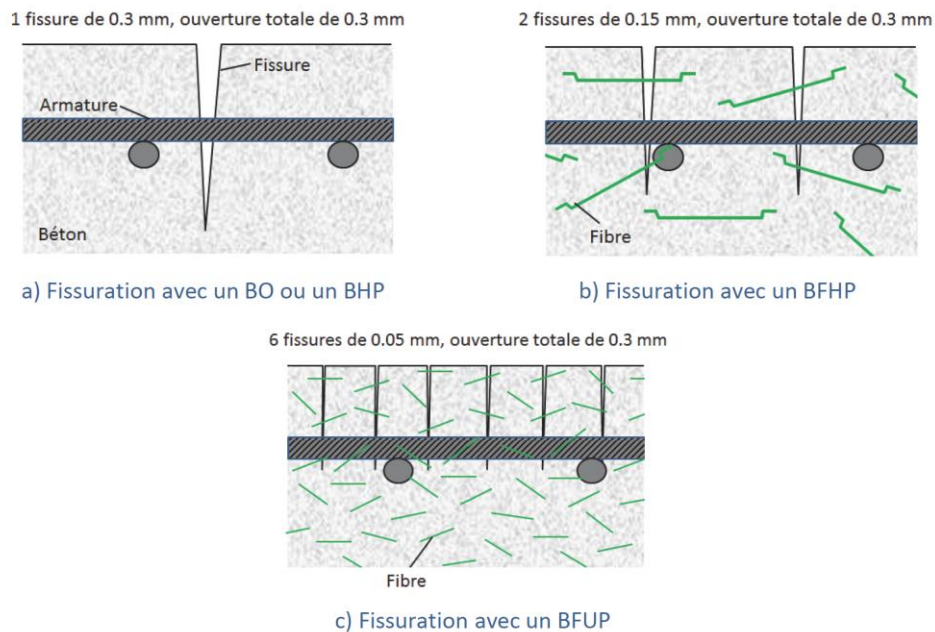 1 fissure de 0.3 mm, ouverture totale de 0.3 mm
Fissure
Armature
Béton
a) Fissuration avec un BO ou un BHP
2 fissures de 0.15 mm, ouverture totale de 0.3 mm
Fibre
b) Fissuration avec un BFHP
6 fissures de 0.05 mm, ouverture totale de 0.3 mm
Fibre
c) Fissuration avec un BFUP